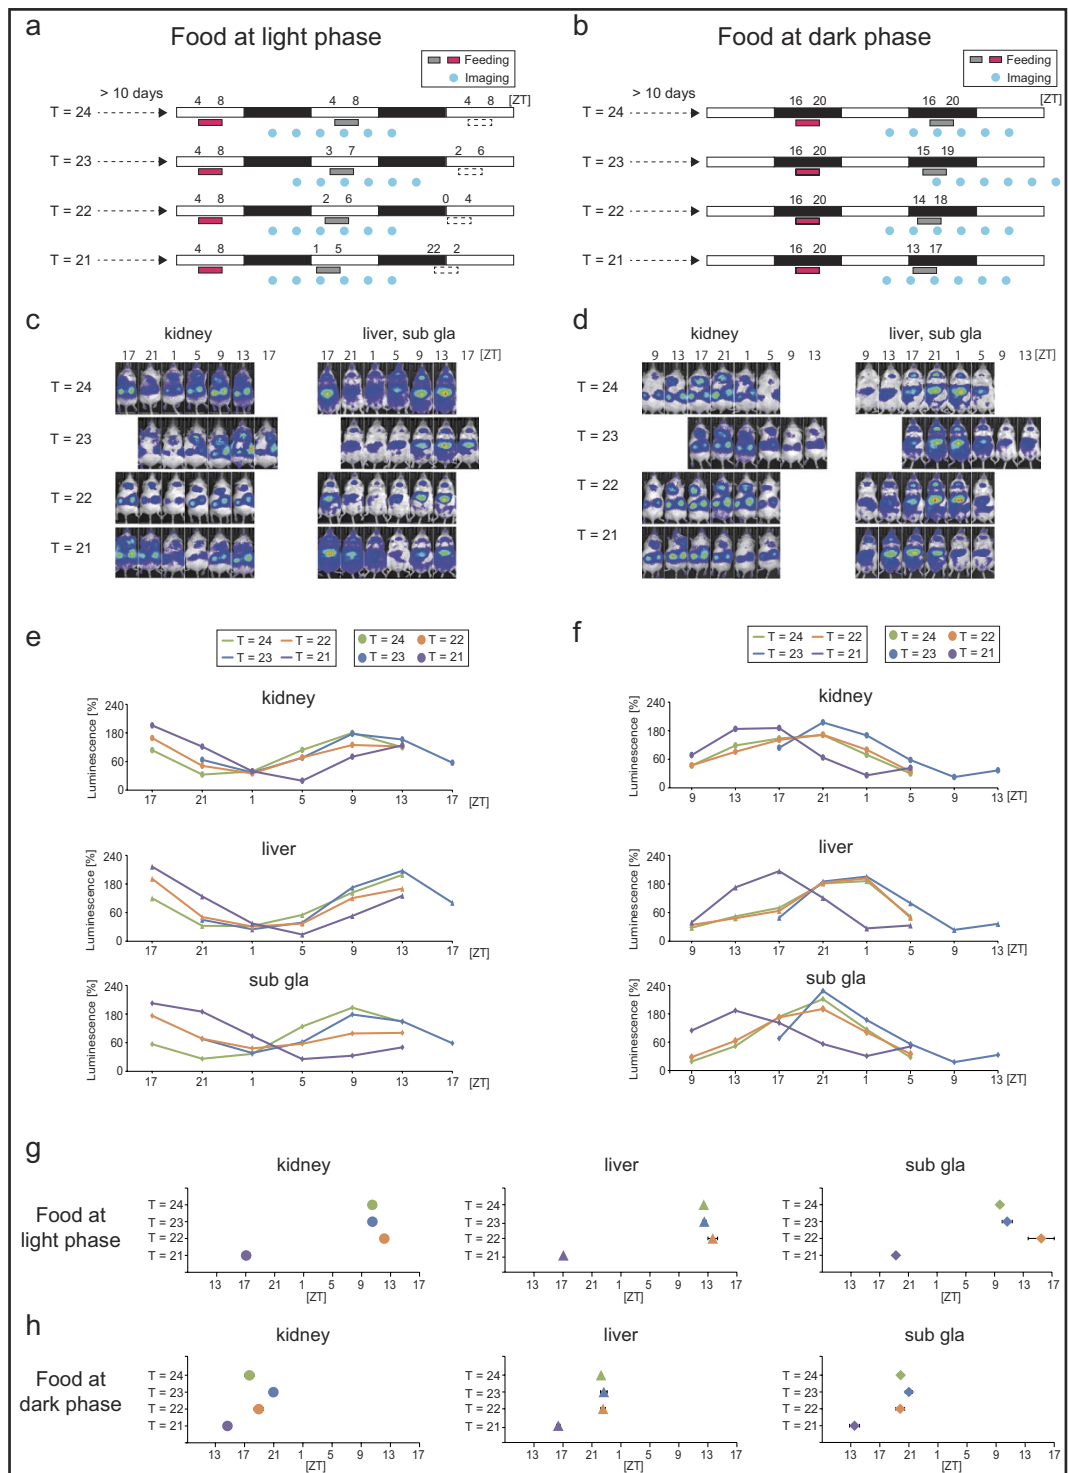 a
Food at light phase
Feeding
Imaging
> 10 days
[ZT]
T = 24
4 8 4 8 4 8
T = 23
4 8 3 7 2 6
T = 22
4 8 2 6 0 4
T = 21
4 8 1 5 22 2
b
Food at dark phase
Feeding
Imaging
> 10 days
[ZT]
T = 24
16 20 16 20
T = 23
16 20 15 19
T = 22
16 20 14 18
T = 21
16 20 13 17
c
kidney
liver, sub gla
17 21 1 5 9 13 17
17 21 1 5 9 13 17 [ZT]
T = 24
T = 23
T = 22
T = 21
d
kidney
liver, sub gla
9 13 17 21 1 5 9 13
9 13 17 21 1 5 9 13 [ZT]
T = 24
T = 23
T = 22
T = 21
e
T = 24 T = 22
T = 23 T = 21
T = 24 T = 22
T = 23 T = 21
kidney
Luminescence [%]
240
180
60
0
17 21 1 5 9 13 17 [ZT]
liver
Luminescence [%]
240
180
60
0
17 21 1 5 9 13 17 [ZT]
sub gla
Luminescence [%]
240
180
60
0
17 21 1 5 9 13 17 [ZT]
f
T = 24 T = 22
T = 23 T = 21
T = 24 T = 22
T = 23 T = 21
kidney
Luminescence [%]
240
180
60
0
9 13 17 21 1 5 9 13 [ZT]
liver
Luminescence [%]
240
180
60
0
9 13 17 21 1 5 9 13 [ZT]
sub gla
Luminescence [%]
240
180
60
0
9 13 17 21 1 5 9 13 [ZT]
g
Food at
light phase
kidney
T = 24
T = 23
T = 22
T = 21
13 17 21 1 5 9 13 17
[ZT]
liver
T = 24
T = 23
T = 22
T = 21
13 17 21 1 5 9 13 17
[ZT]
sub gla
T = 24
T = 23
T = 22
T = 21
13 17 21 1 5 9 13 17
[ZT]
h
Food at
dark phase
kidney
T = 24
T = 23
T = 22
T = 21
13 17 21 1 5 9 13 17
[ZT]
liver
T = 24
T = 23
T = 22
T = 21
13 17 21 1 5 9 13 17
[ZT]
sub gla
T = 24
T = 23
T = 22
T = 21
13 17 21 1 5 9 13 17
[ZT]